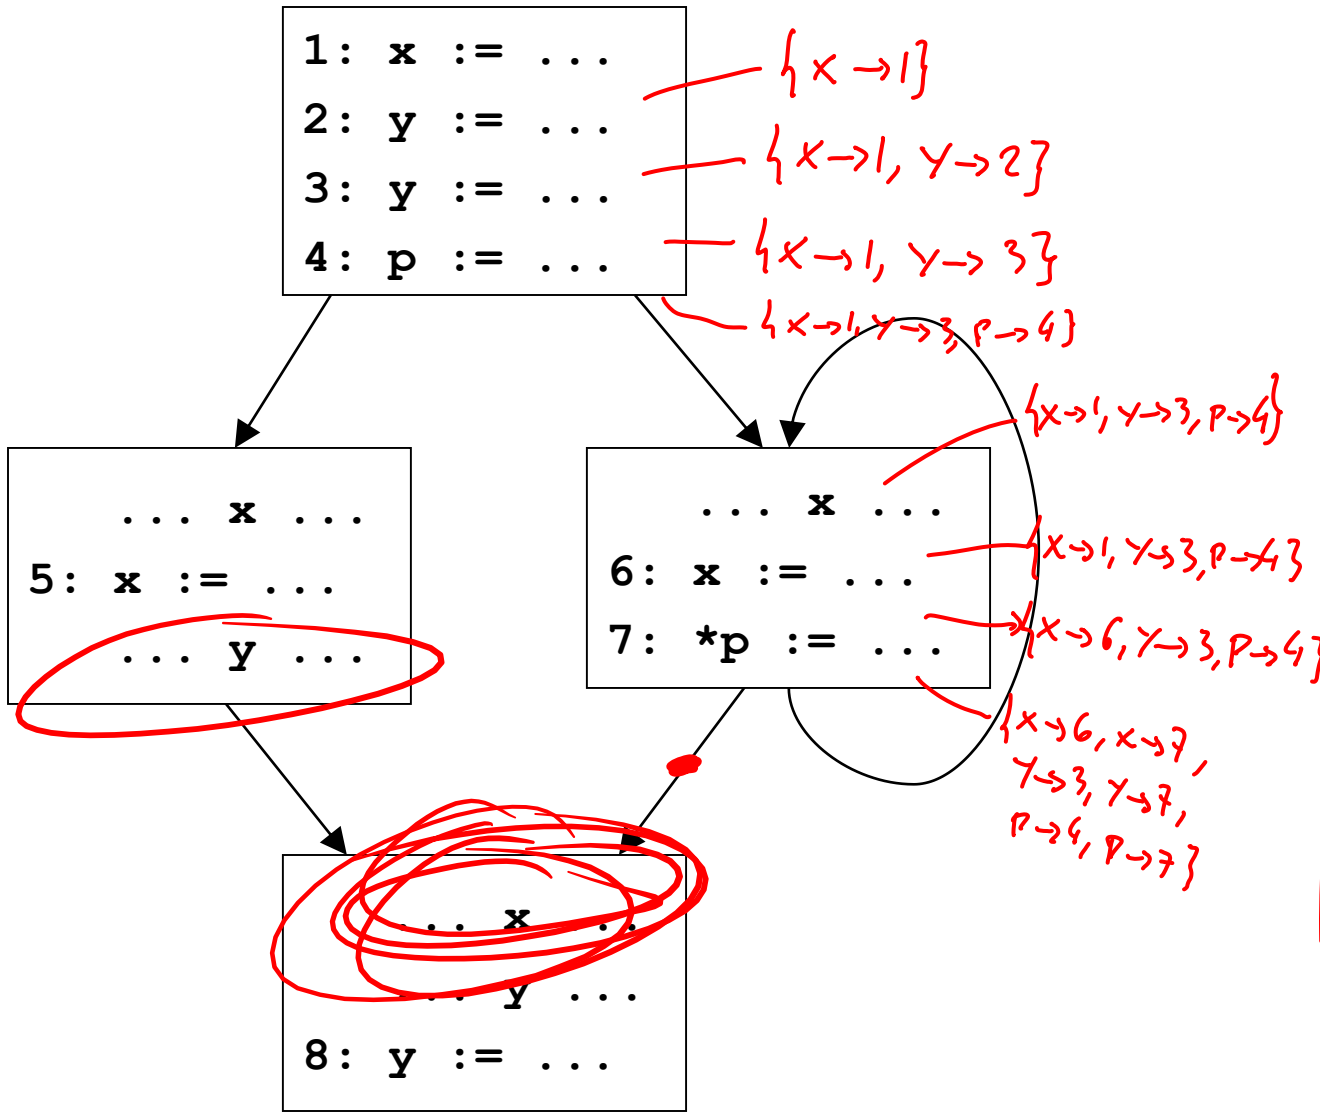 1: x := ...
2: y := ...
3: y := ...
4: p := ...
{x→1}
{x→1, y→2}
{x→1, y→3}
{x→1, y→3, p→4}
... x ...
5: x := ...
... y ...
... x ...
6: x := ...
7: *p := ...
{x→1, y→3, p→4}
{x→1, y→3, p→4}
{x→6, y→3, p→4}
{x→6, x→7,
y→3, y→7,
p→4, p→7}
... x ...
... y ...
8: y := ...